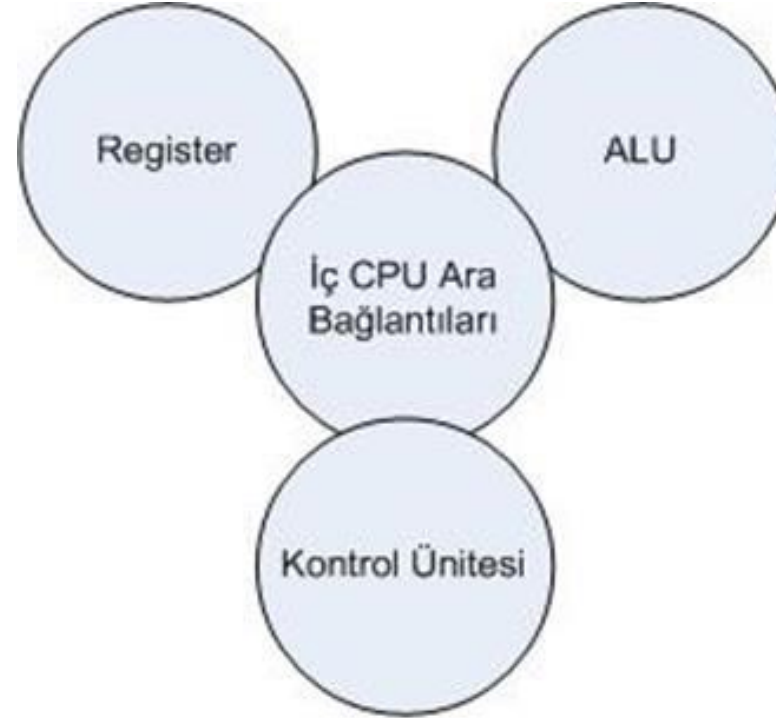 Register
ALU
İç CPU Ara
Bağlantıları
Kontrol Ünitesi